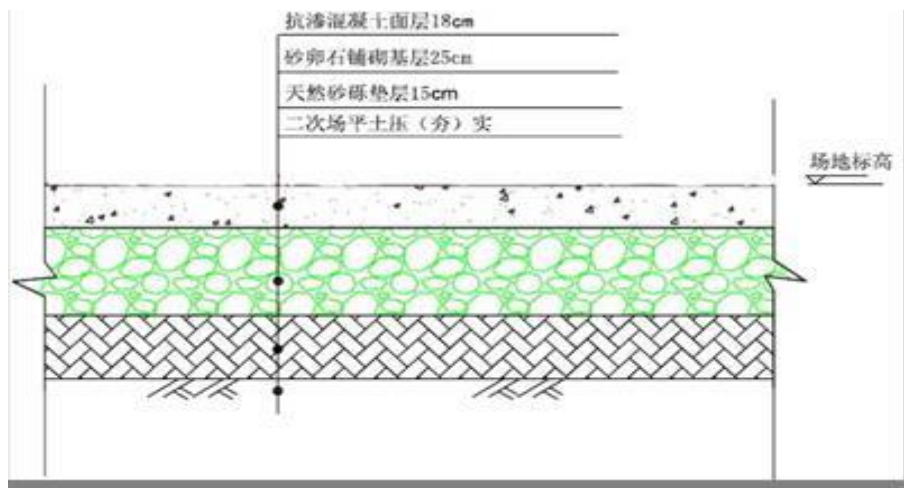 抗渗混凝土面层18cm
砂卵石铺砌基层25cm
天然砂砾垫层15cm
二次场平土压（夯）实
场地标高